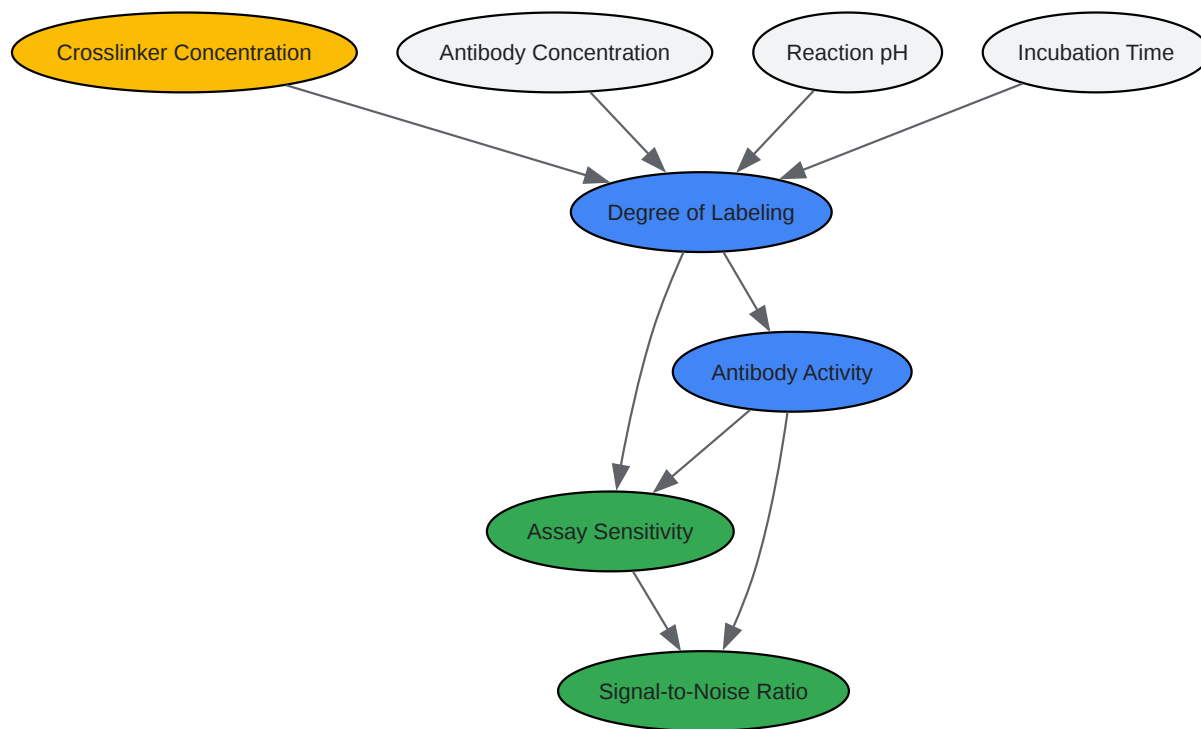 Crosslinker Concentration
Antibody Concentration
Reaction pH
Incubation Time
Degree of Labeling
Antibody Activity
Assay Sensitivity
Signal-to-Noise Ratio